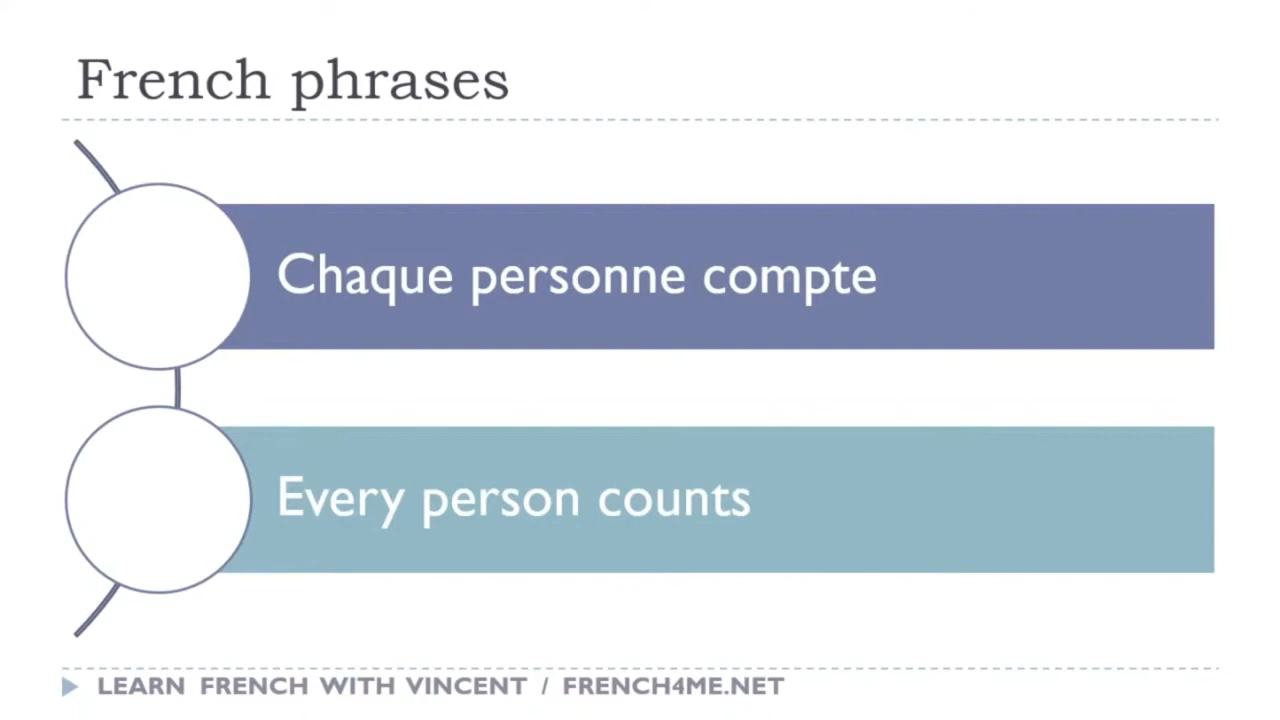 French phrases
Chaque personne compte
Every person counts
LEARN FRENCH WITH VINCENT / FRENCH4ME.NET